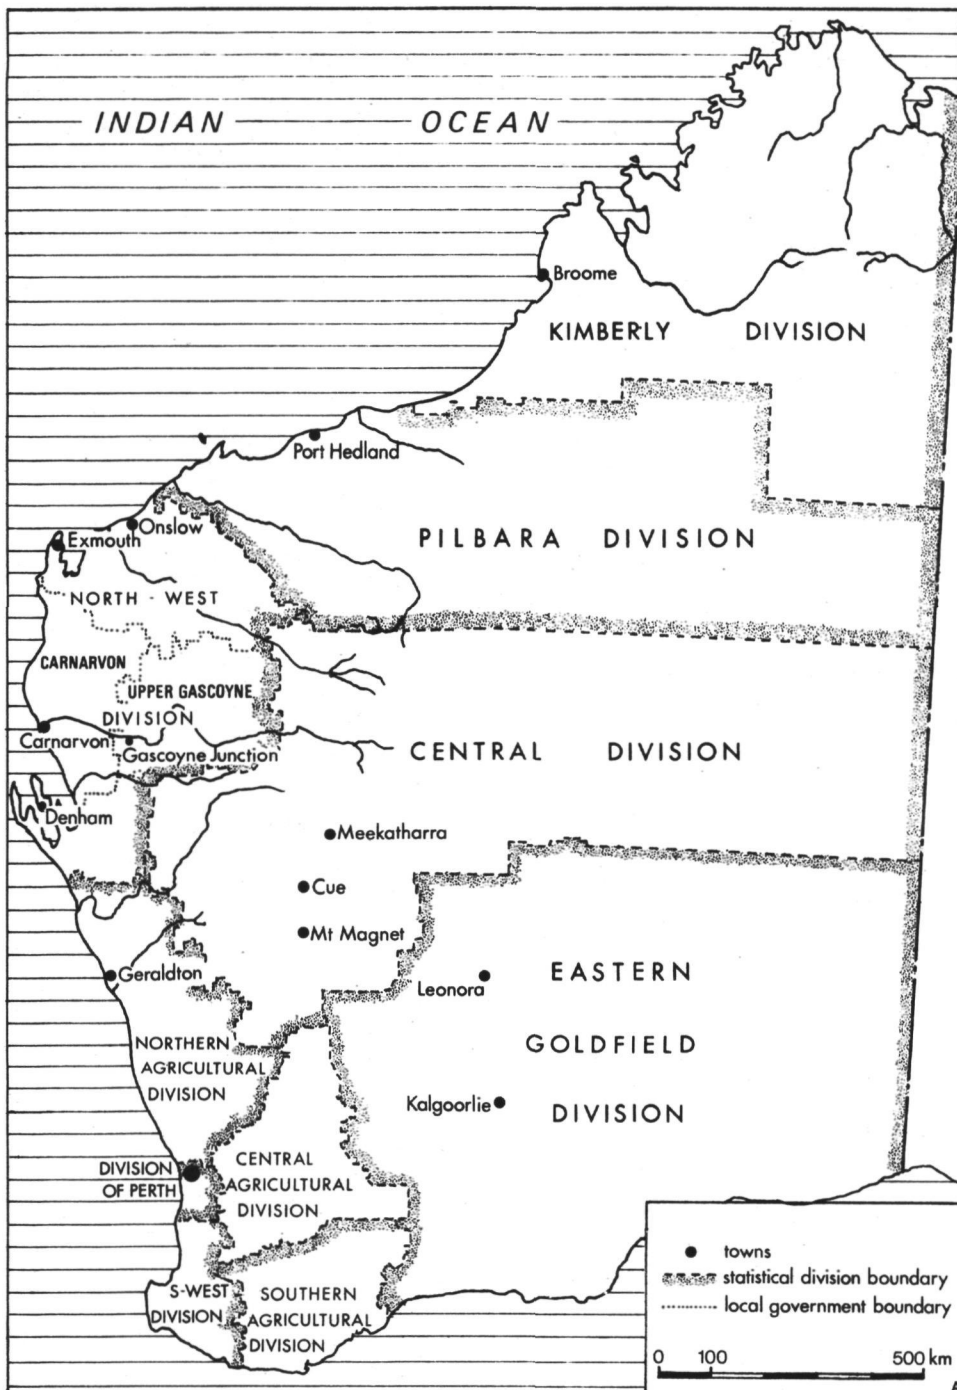 INDIAN OCEAN
Broome
KIMBERLY DIVISION
Port Hedland
Onslow
Exmouth
PILBARA DIVISION
NORTH - WEST
CARNARVON
UPPER GASCOYNE
DIVISION
Carnarvon
Gascoyne Junction
CENTRAL DIVISION
Denham
Meekatharra
Cue
Mt Magnet
Geraldton
Leonora
EASTERN
GOLDFIELD
DIVISION
NORTHERN
AGRICULTURAL
DIVISION
Kalgoorlie
DIVISION
OF PERTH
CENTRAL
AGRICULTURAL
DIVISION
S-WEST
DIVISION
SOUTHERN
AGRICULTURAL
DIVISION
towns
statistical division boundary
local government boundary
0 100 500 km